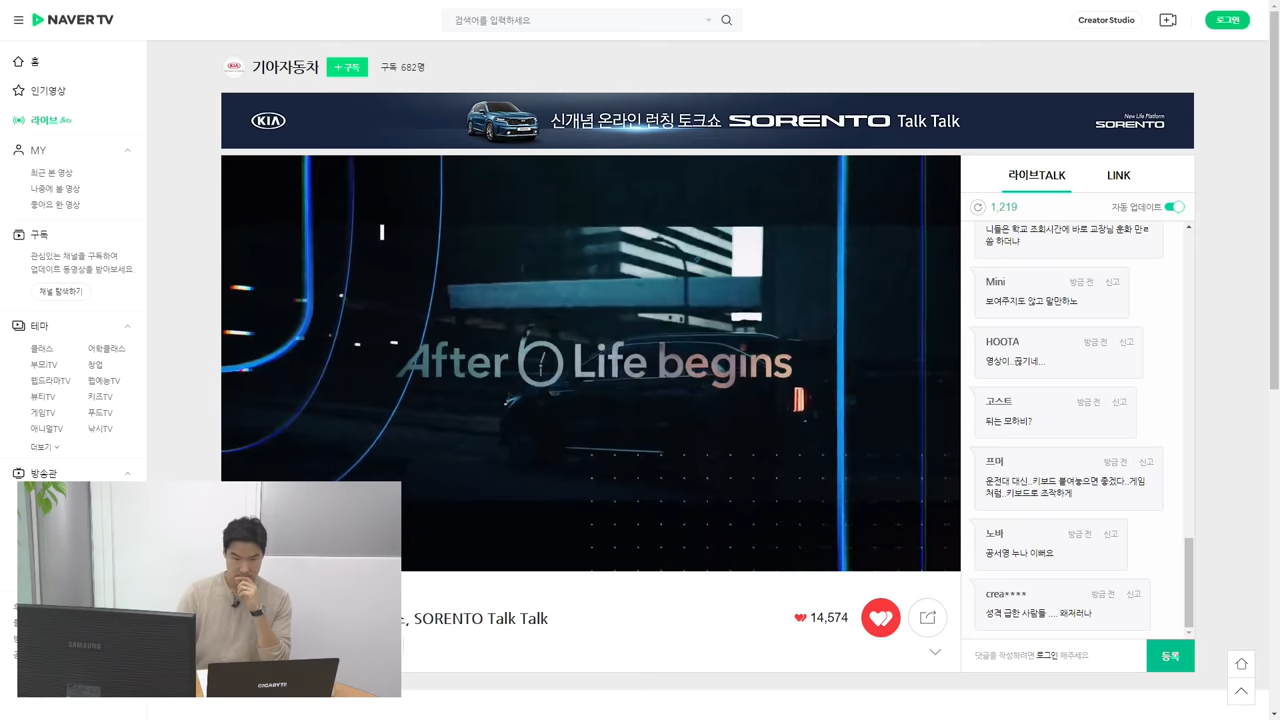 NAVER TV
검색어를 입력하세요
Creator Studio
로그인
홈
인기영상
라이브 Beta
MY
최근 본 영상
나중에 볼 영상
좋아요 한 영상
구독
관심있는 채널을 구독하여
업데이트 동영상을 받아보세요.
채널 탐색하기
테마
클래스 어학클래스
부모iTV 창업
웹드라마TV 웹예능TV
뷰티TV 키즈TV
게임TV 푸드TV
애니멀TV 낚시TV
더보기
방송관
KIA
기아자동차
+ 구독
구독 682명
KIA
신개념 온라인 런칭 토크쇼 SORENTO Talk Talk
New Life Platform
SORENTO
After Life begins
SORENTO Talk Talk
14,574
라이브TALK LINK
1,219
자동 업데이트
니들은 학교 조회시간에 바로 교장님 훈화 만ㄹ
씀 하더냐
Mini 방금 전 신고
보여주지도 않고 말만하노
HOOTA 방금 전 신고
영상이..끊기네...
고스트 방금 전 신고
뒤는 모하비?
프머 방금 전 신고
운전대 대신..키보드 붙여놓으면 좋겠다..게임
처럼..키보드로 조작하게
노바 방금 전 신고
공서영 누나 이뻐요
crea**** 방금 전 신고
성격 급한 사람들 .... 왜저러나
댓글을 작성하려면 로그인 해주세요
등록
SAMSUNG
GIGABYTE